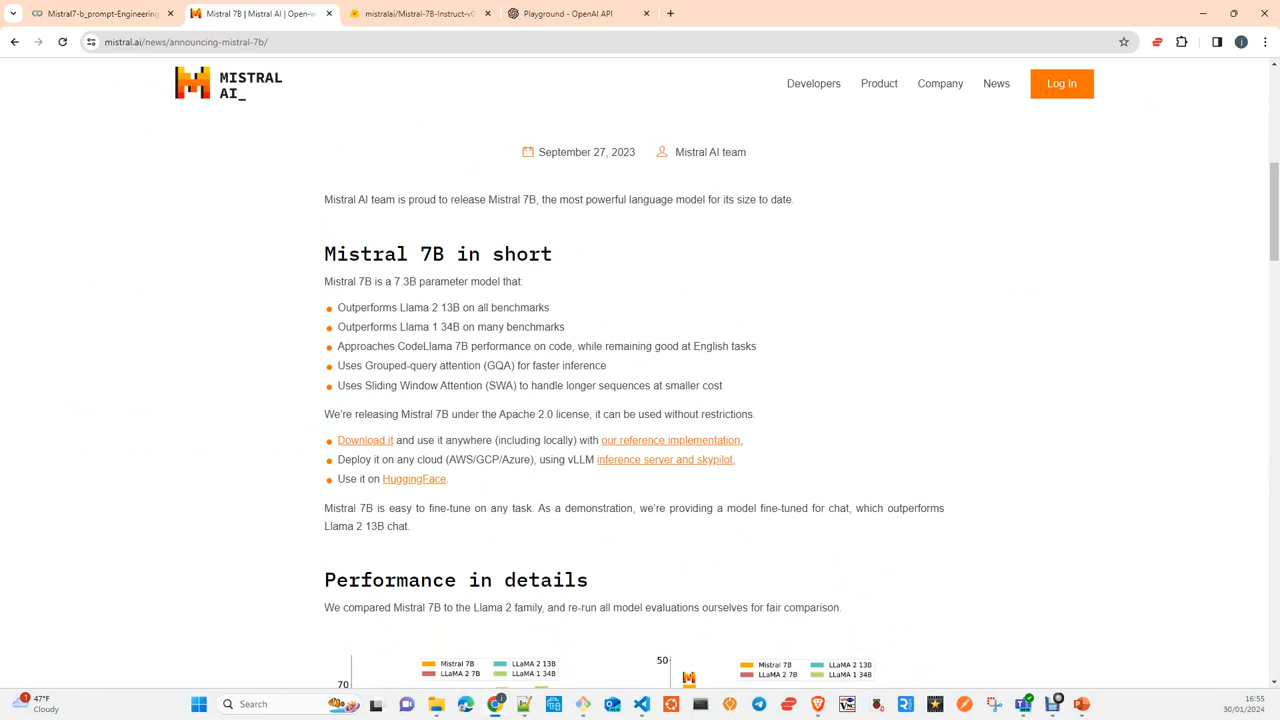 Mistral7-b_prompt-Engineering
Mistral 7B | Mistral AI | Open-w
mistralai/Mistral-7B-Instruct-v0
Playground - OpenAI API
mistral.ai/news/announcing-mistral-7b/
MISTRAL
AI_
Developers
Product
Company
News
Log In
September 27, 2023
Mistral AI team
Mistral AI team is proud to release Mistral 7B, the most powerful language model for its size to date.
Mistral 7B in short
Mistral 7B is a 7.3B parameter model that:
Outperforms Llama 2 13B on all benchmarks
Outperforms Llama 1 34B on many benchmarks
Approaches CodeLlama 7B performance on code, while remaining good at English tasks
Uses Grouped-query attention (GQA) for faster inference
Uses Sliding Window Attention (SWA) to handle longer sequences at smaller cost
We're releasing Mistral 7B under the Apache 2.0 license, it can be used without restrictions.
Download it and use it anywhere (including locally) with our reference implementation,
Deploy it on any cloud (AWS/GCP/Azure), using vLLM inference server and skypilot,
Use it on HuggingFace.
Mistral 7B is easy to fine-tune on any task. As a demonstration, we're providing a model fine-tuned for chat, which outperforms
Llama 2 13B chat.
Performance in details
We compared Mistral 7B to the Llama 2 family, and re-run all model evaluations ourselves for fair comparison.
Mistral 7B
LLaMA 2 13B
LLaMA 2 7B
LLaMA 1 34B
70
50
Mistral 7B
LLaMA 2 13B
LLaMA 2 7B
LLaMA 1 34B
47°F
Cloudy
Search
16:55
30/01/2024